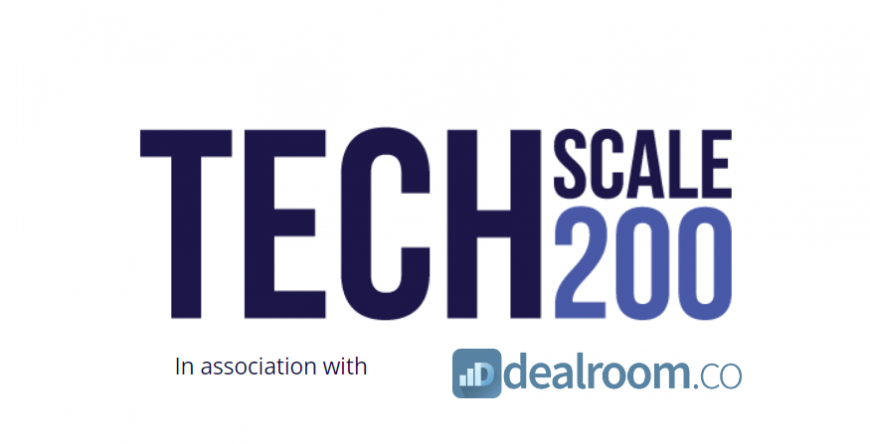 TECH
SCALE
200
In association with
dealroom.co